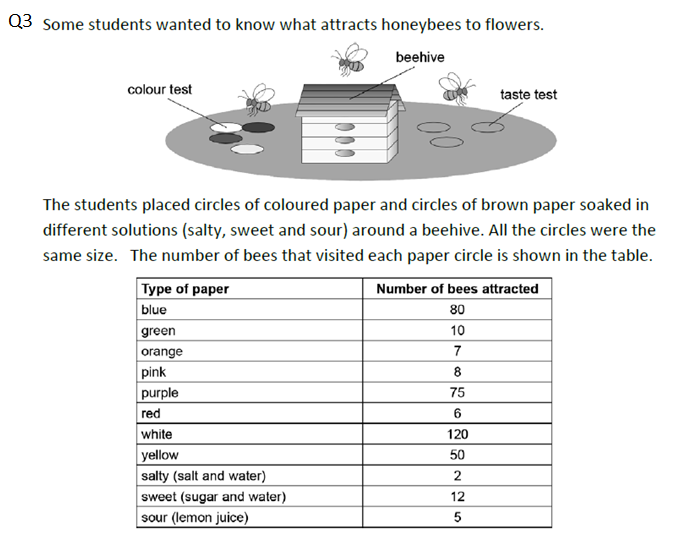 Q3 Some students wanted to know what attracts honeybees to flowers.
beehive
colour test
taste test
The students placed circles of coloured paper and circles of brown paper soaked in
different solutions (salty, sweet and sour) around a beehive. All the circles were the
same size. The number of bees that visited each paper circle is shown in the table.
Type of paper Number of bees attracted
blue 80
green 10
orange 7
pink 8
purple 75
red 6
white 120
yellow 50
salty (salt and water) 2
sweet (sugar and water) 12
sour (lemon juice) 5